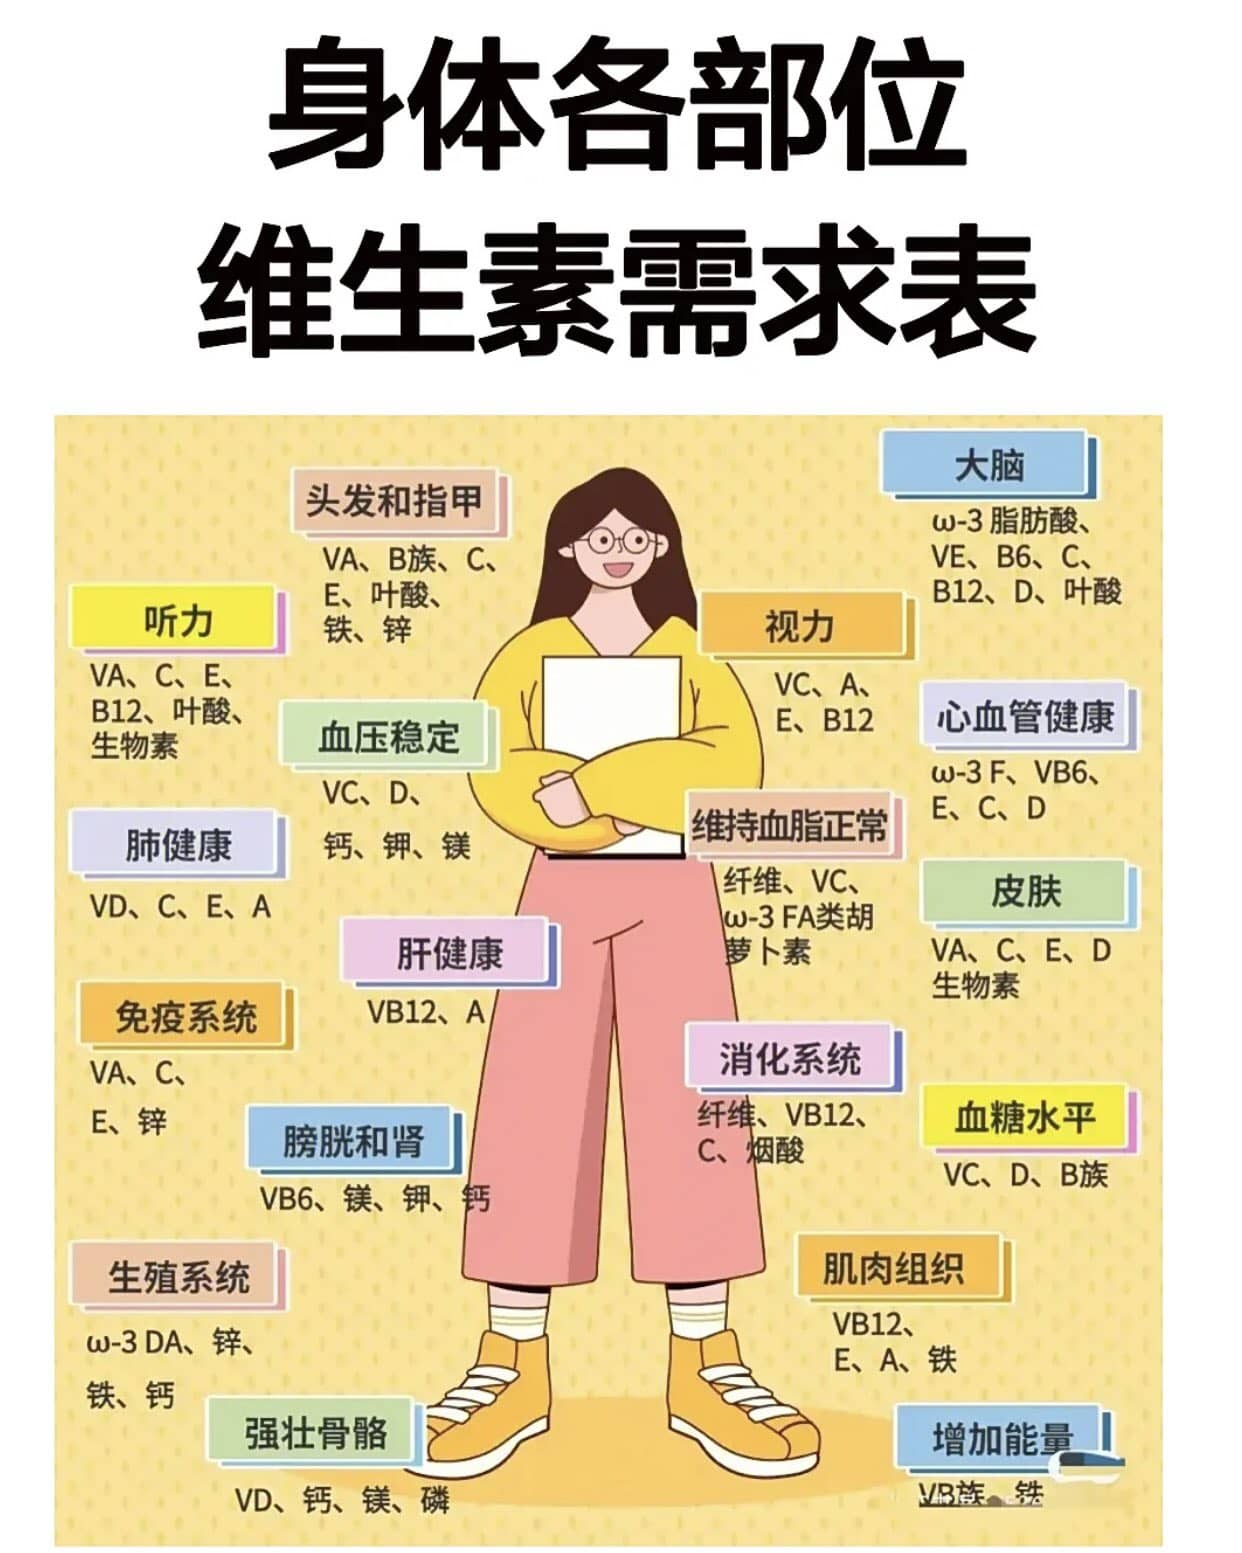 身体各部位
维生素需求表
大脑
ω-3 脂肪酸、
VE、B6、C、
B12、D、叶酸
头发和指甲
VA、B族、C、
E、叶酸、
铁、锌
听力
VA、C、E、
B12、叶酸、
生物素
视力
VC、A、
E、B12
血压稳定
VC、D、
钙、钾、镁
心血管健康
ω-3 F、VB6、
E、C、D
肺健康
VD、C、E、A
维持血脂正常
纤维、VC、
ω-3 FA类胡
萝卜素
皮肤
VA、C、E、D
生物素
肝健康
VB12、A
免疫系统
VA、C、
E、锌
消化系统
纤维、VB12、
C、烟酸
膀胱和肾
VB6、镁、钾、钙
血糖水平
VC、D、B族
生殖系统
ω-3 DA、锌、
铁、钙
肌肉组织
VB12、
E、A、铁
强壮骨骼
VD、钙、镁、磷
增加能量
VB族、铁